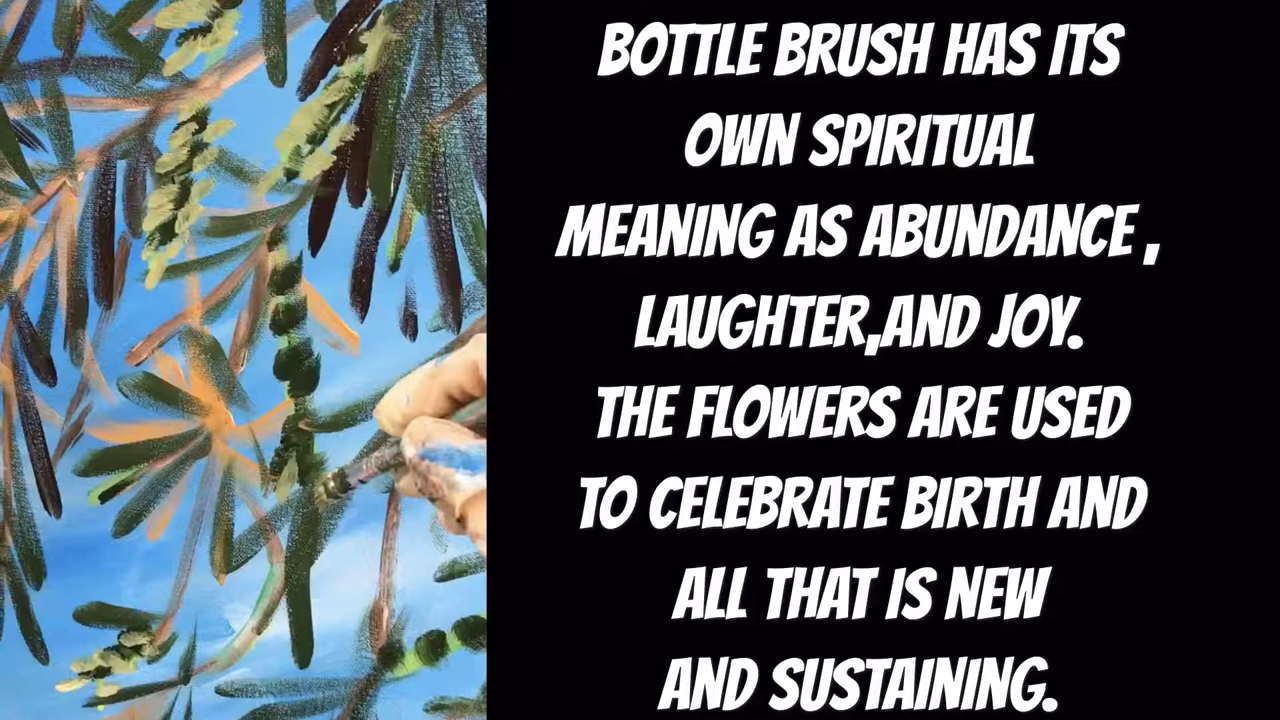 BOTTLE BRUSH HAS ITS
OWN SPIRITUAL
MEANING AS ABUNDANCE ,
LAUGHTER,AND JOY.
THE FLOWERS ARE USED
TO CELEBRATE BIRTH AND
ALL THAT IS NEW
AND SUSTAINING.